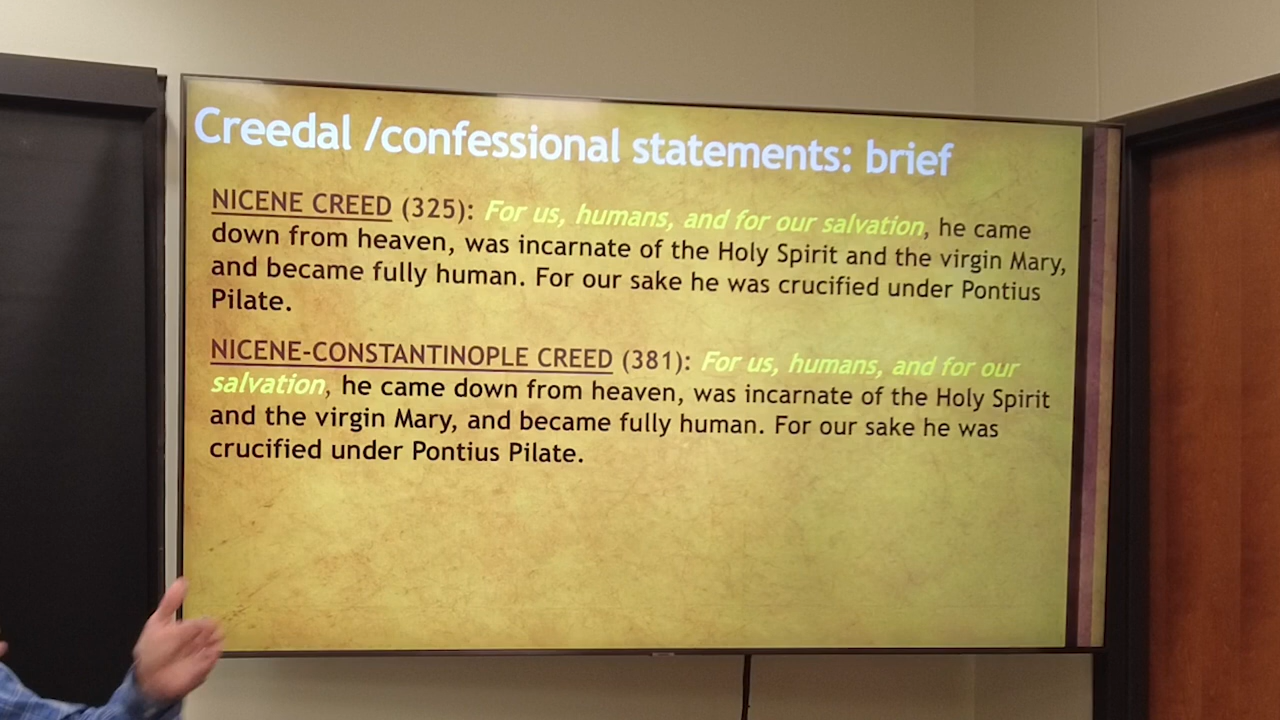 Creedal /confessional statements: brief
NICENE CREED (325): For us, humans, and for our salvation, he came
down from heaven, was incarnate of the Holy Spirit and the virgin Mary,
and became fully human. For our sake he was crucified under Pontius
Pilate.
NICENE-CONSTANTINOPLE CREED (381): For us, humans, and for our
salvation, he came down from heaven, was incarnate of the Holy Spirit
and the virgin Mary, and became fully human. For our sake he was
crucified under Pontius Pilate.